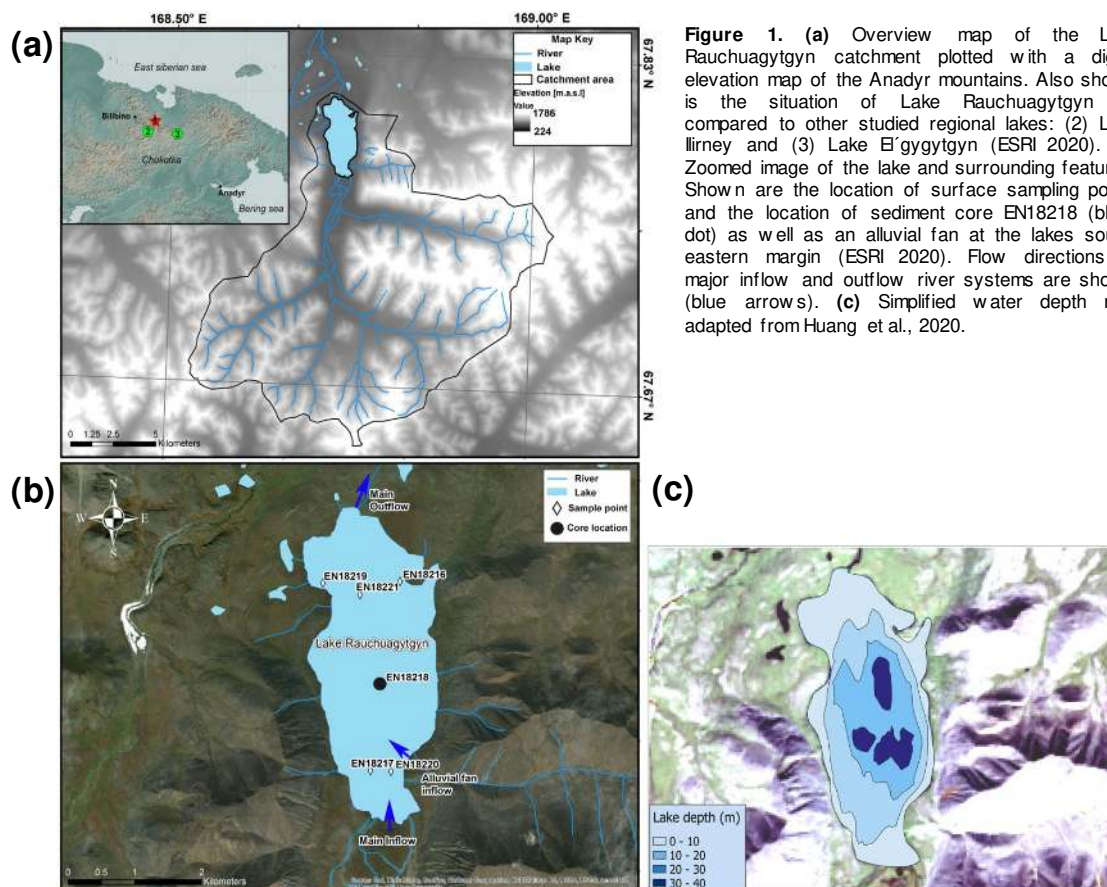 168.50° E
169.00° E
(a)
East siberian sea
Bilibino
2
3
Chukotka
Anadyr
Bering sea
Map Key
River
Lake
Catchment area
Elevation [m.a.s.l]
Value
1786
224
67.83° N
67.67° N
0 1.25 2.5 5
Kilometers
Figure 1. (a) Overview map of the L
Rauchuagytgyn catchment plotted with a dig
elevation map of the Anadyr mountains. Also sho
is the situation of Lake Rauchuagytgyn
compared to other studied regional lakes: (2) L
Ilirney and (3) Lake El´gygytgyn (ESRI 2020).
Zoomed image of the lake and surrounding featur
Shown are the location of surface sampling po
and the location of sediment core EN18218 (bl
dot) as well as an alluvial fan at the lakes so
eastern margin (ESRI 2020). Flow directions
major inflow and outflow river systems are sho
(blue arrows). (c) Simplified water depth
adapted from Huang et al., 2020.
(b)
N
W E
S
Main
Outflow
River
Lake
Sample point
Core location
EN18219
EN18216
EN18221
Lake Rauchuagytgyn
EN18218
EN18217
EN18220
Alluvial fan
inflow
Main Inflow
0 0.5 1 2
Kilometers
(c)
Lake depth (m)
0 - 10
10 - 20
20 - 30
30 - 40